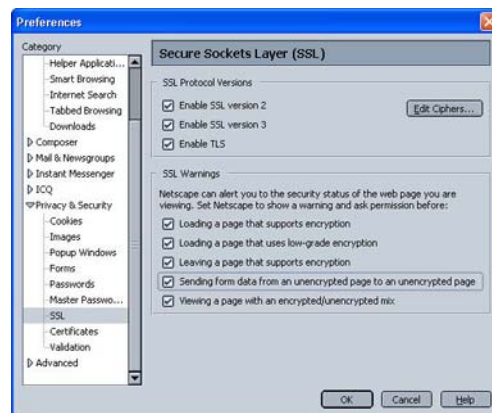 Preferences
Category
Helper Applicati...
Smart Browsing
Internet Search
Tabbed Browsing
Downloads
Composer
Mail & Newsgroups
Instant Messenger
ICQ
Privacy & Security
Cookies
Images
Popup Windows
Forms
Passwords
Master Passwo...
SSL
Certificates
Validation
Advanced
Secure Sockets Layer (SSL)
SSL Protocol Versions
Enable SSL version 2
Edit Ciphers...
Enable SSL version 3
Enable TLS
SSL Warnings
Netscape can alert you to the security status of the web page you are
viewing. Set Netscape to show a warning and ask permission before:
Loading a page that supports encryption
Loading a page that uses low-grade encryption
Leaving a page that supports encryption
Sending form data from an unencrypted page to an unencrypted page
Viewing a page with an encrypted/unencrypted mix
OK
Cancel
Help